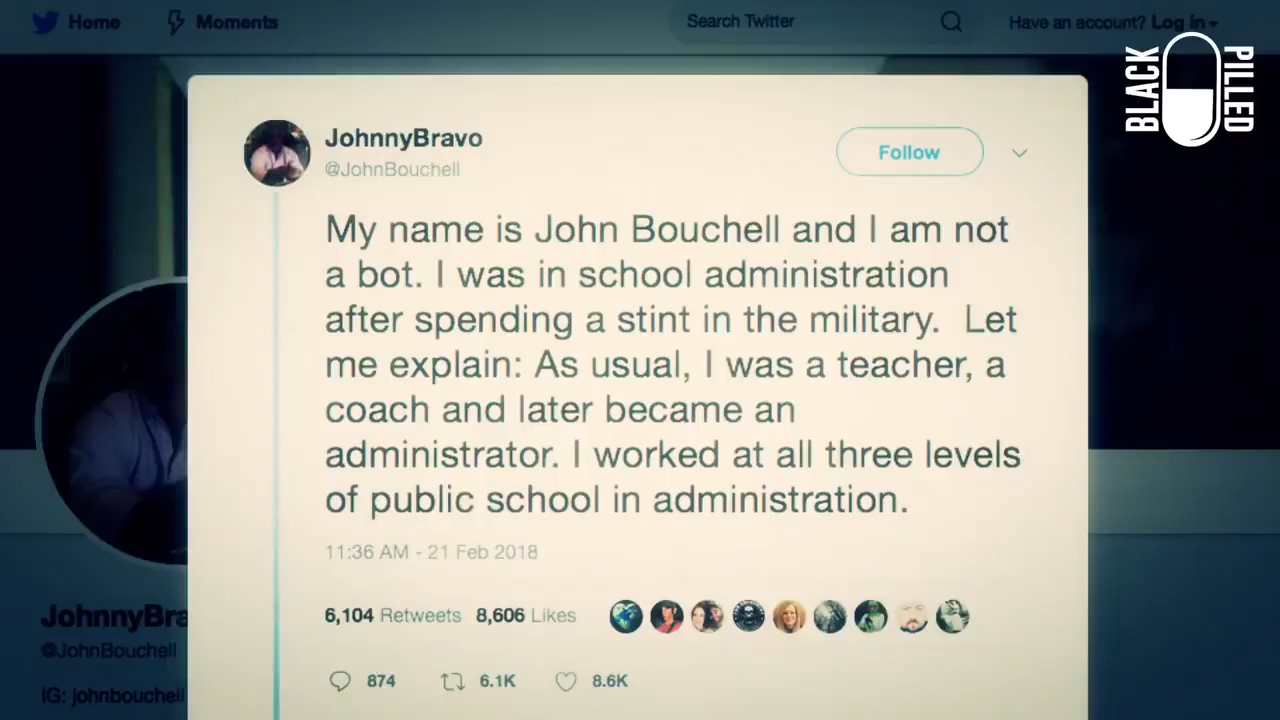 Home
Moments
Search Twitter
Have an account? Log in
BLACK PILLED
JohnnyBravo
@JohnBouchell
Follow
My name is John Bouchell and I am not
a bot. I was in school administration
after spending a stint in the military.  Let
me explain: As usual, I was a teacher, a
coach and later became an
administrator. I worked at all three levels
of public school in administration.
11:36 AM - 21 Feb 2018
6,104 Retweets 8,606 Likes
874 6.1K 8.6K
JohnnyBra
@JohnBouchell
IG: johnbouchell